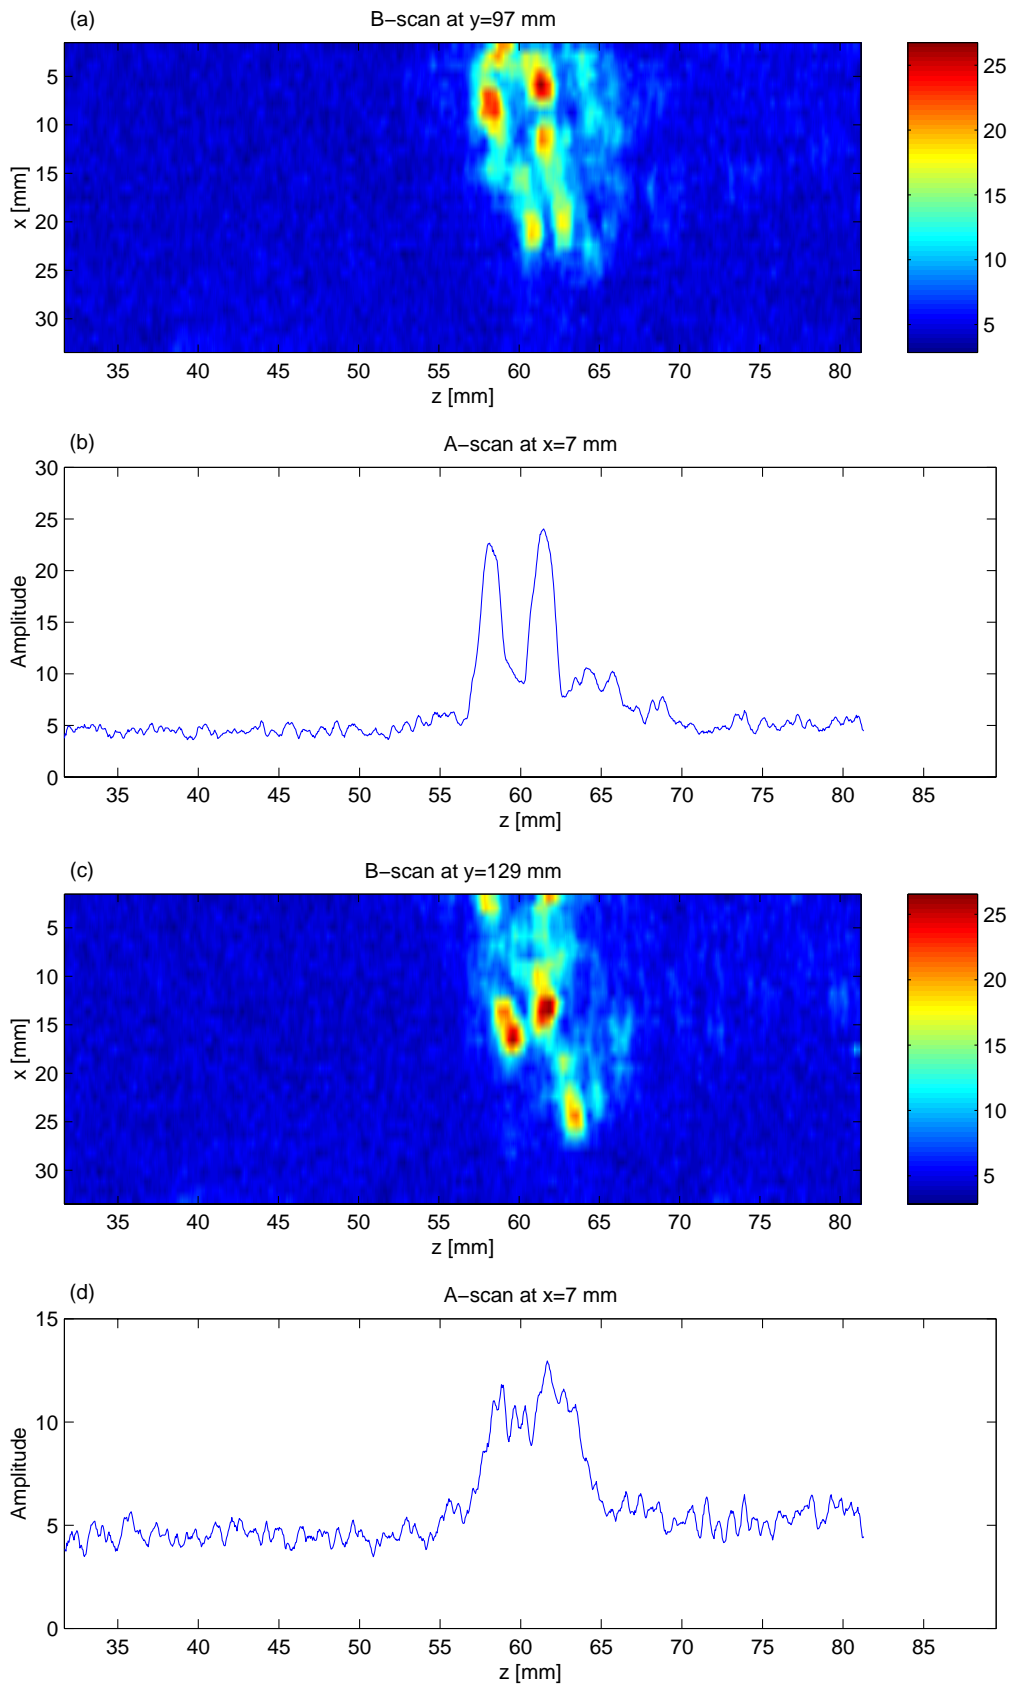 (a)
B−scan at y=97 mm
5
10
15
20
25
30
x [mm]
35 40 45 50 55 60 65 70 75 80
z [mm]
25
20
15
10
5
(b)
A−scan at x=7 mm
30
25
20
15
10
5
0
Amplitude
35 40 45 50 55 60 65 70 75 80 85
z [mm]
(c)
B−scan at y=129 mm
5
10
15
20
25
30
x [mm]
35 40 45 50 55 60 65 70 75 80
z [mm]
25
20
15
10
5
(d)
A−scan at x=7 mm
15
10
5
0
Amplitude
35 40 45 50 55 60 65 70 75 80 85
z [mm]